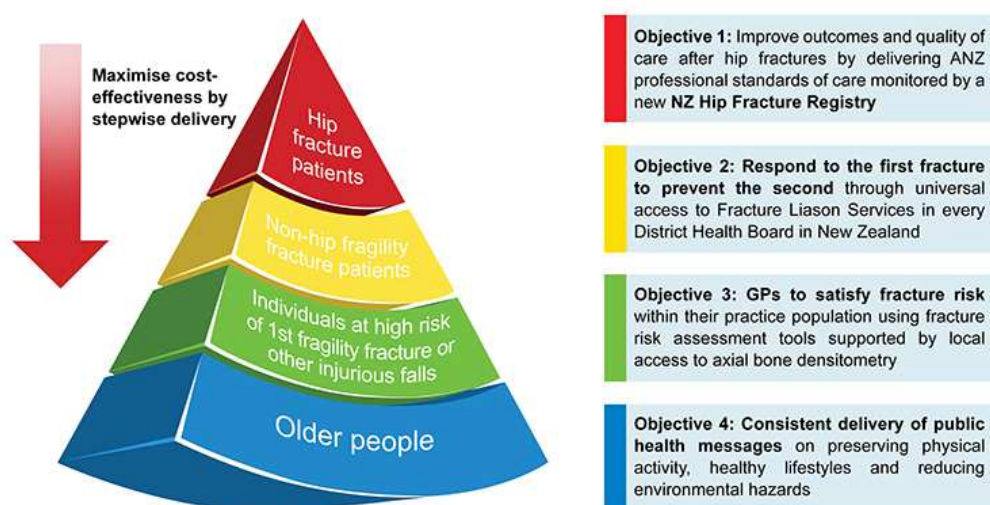 Maximise cost-
effectiveness by
stepwise delivery
Hip
fracture
patients
Non-hip fragility
fracture patients
Individuals at high risk
of 1st fragility fracture or
other injurious falls
Older people
Objective 1: Improve outcomes and quality of
care after hip fractures by delivering ANZ
professional standards of care monitored by a
new NZ Hip Fracture Registry
Objective 2: Respond to the first fracture
to prevent the second through universal
access to Fracture Liason Services in every
District Health Board in New Zealand
Objective 3: GPs to satisfy fracture risk
within their practice population using fracture
risk assessment tools supported by local
access to axial bone densitometry
Objective 4: Consistent delivery of public
health messages on preserving physical
activity, healthy lifestyles and reducing
environmental hazards